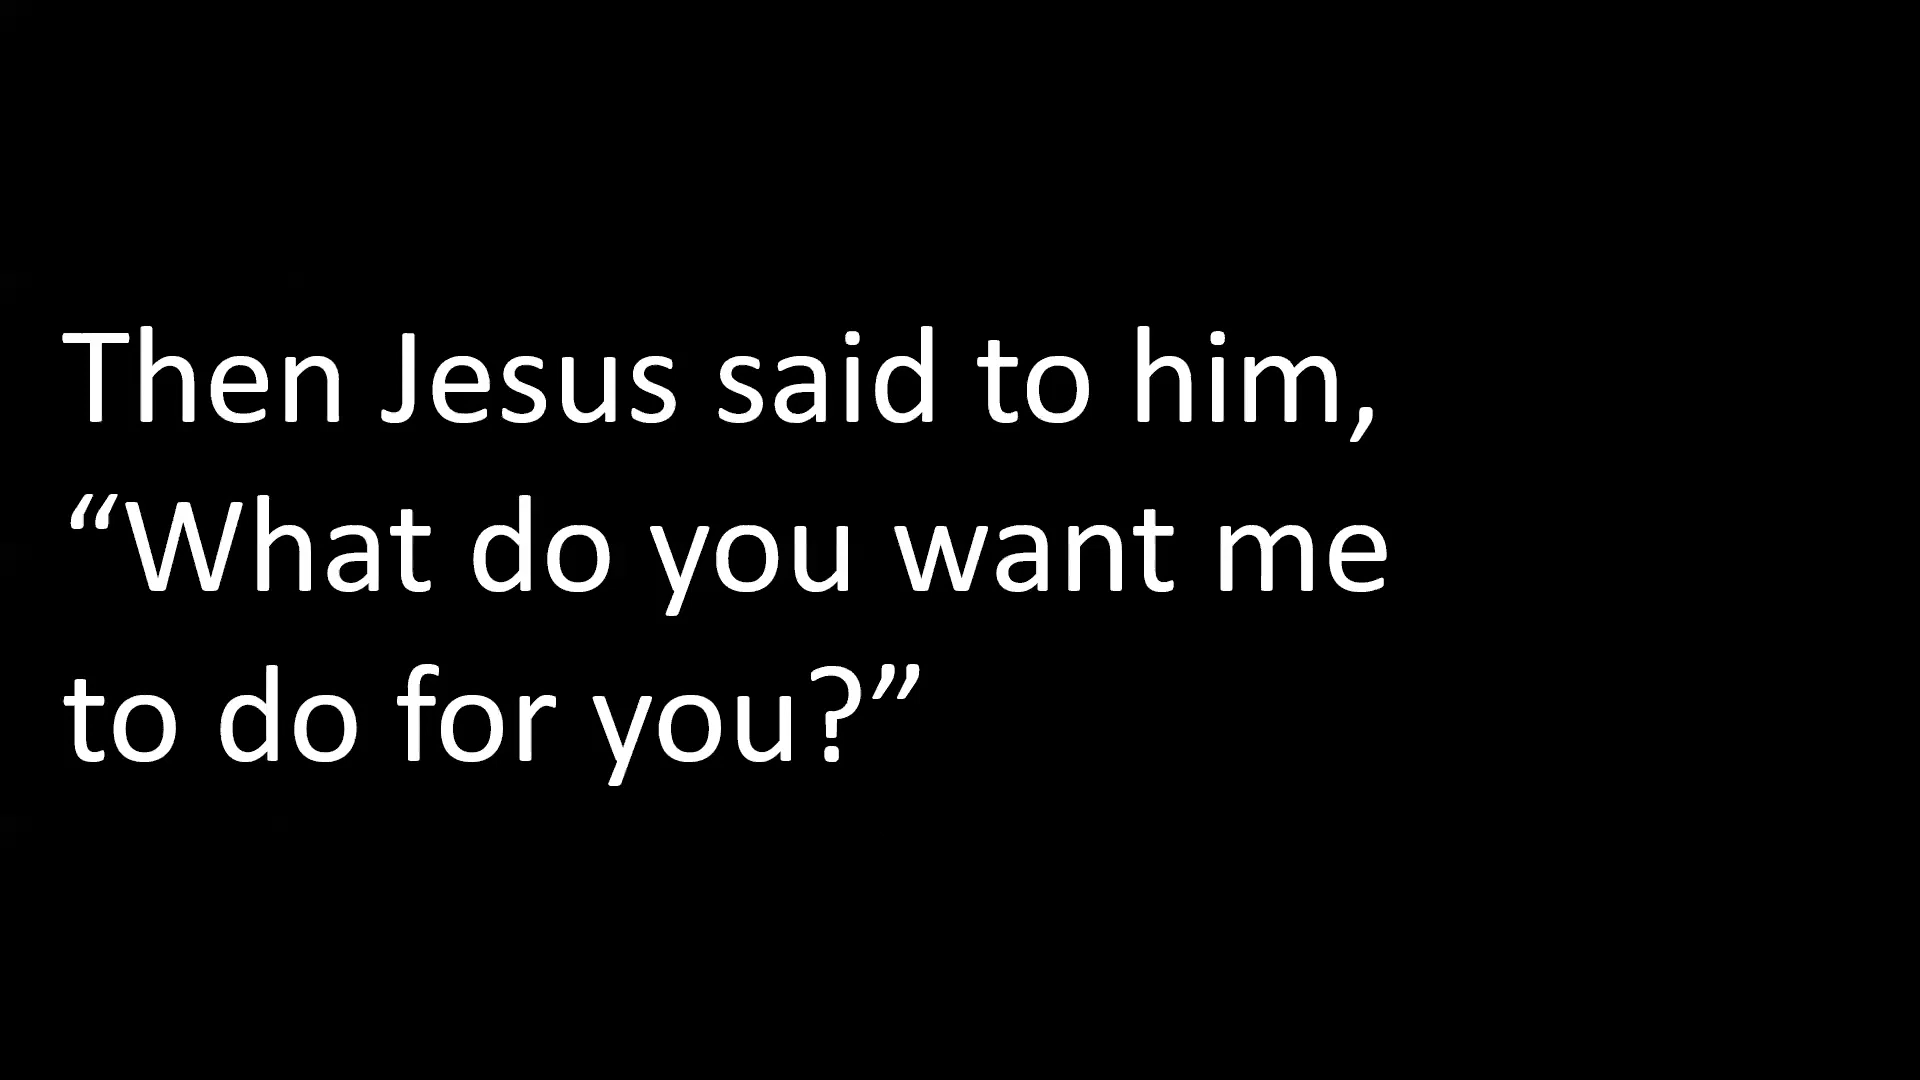 Then Jesus said to him,
“What do you want me
to do for you?”